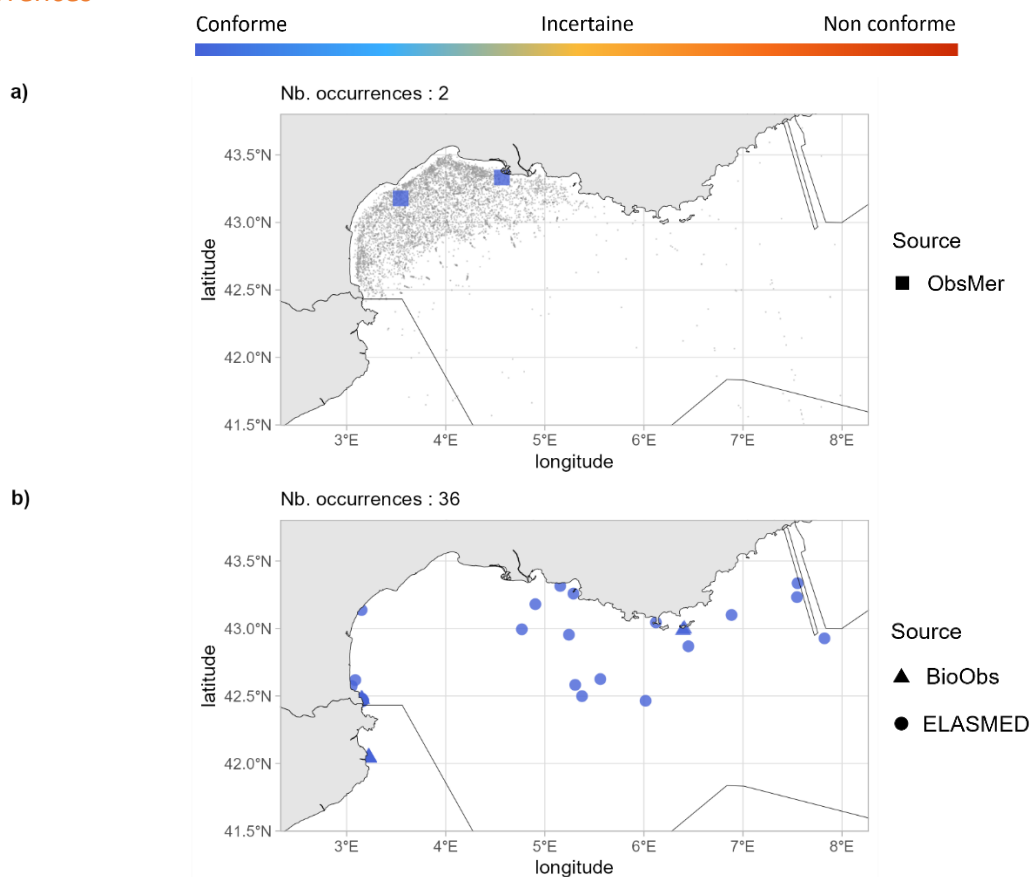 Conforme Incertaine Non conforme
a)
Nb. occurrences : 2
43.5°N
43.0°N
42.5°N
42.0°N
41.5°N
latitude
3°E 4°E 5°E 6°E 7°E 8°E
longitude
Source
ObsMer
b)
Nb. occurrences : 36
43.5°N
43.0°N
42.5°N
42.0°N
41.5°N
latitude
3°E 4°E 5°E 6°E 7°E 8°E
longitude
Source
BioObs
ELASMED